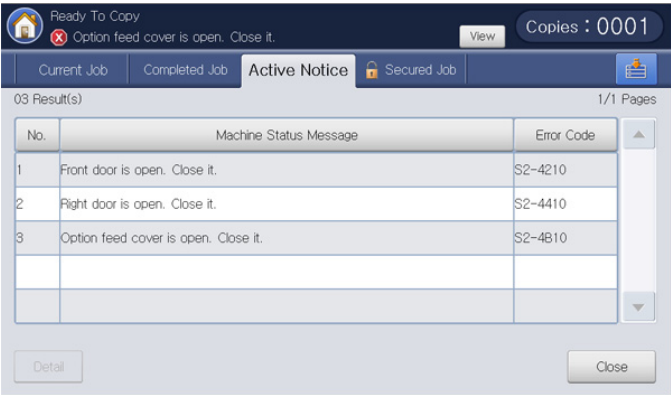 Ready To Copy
Option feed cover is open. Close it.
View
Copies : 0001
Current Job
Completed Job
Active Notice
Secured Job
03 Result(s)
1/1 Pages
No. Machine Status Message Error Code
1 Front door is open. Close it. S2-4210
2 Right door is open. Close it. S2-4410
3 Option feed cover is open. Close it. S2-4B10
Detail
Close